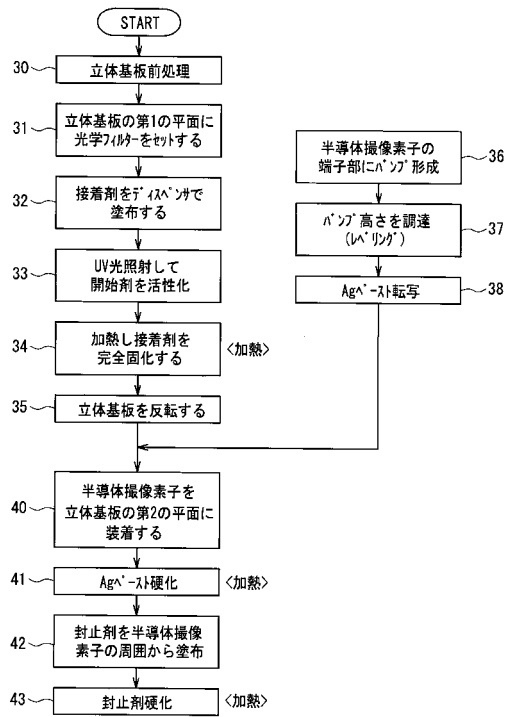 START
30
立体基板前処理
31
立体基板の第1の平面に
光学フィルターをセットする
32
接着剤をディスペンサで
塗布する
33
UV光照射して
開始剤を活性化
34
加熱し接着剤を
完全固化する
〈加熱〉
35
立体基板を反転する
半導体撮像素子の
端子部にバンプ形成
36
バンプ高さを調達
(レベリング)
37
Agペースト転写
38
40
半導体撮像素子を
立体基板の第2の平面に
装着する
41
Agペースト硬化
〈加熱〉
42
封止剤を半導体撮像
素子の周囲から塗布
43
封止剤硬化
〈加熱〉